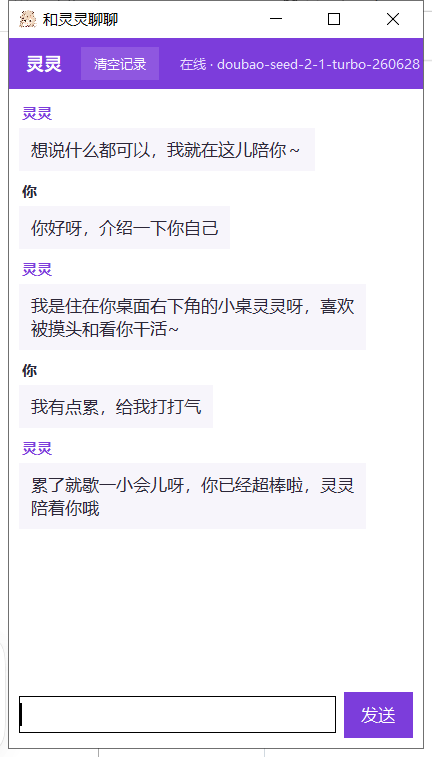 和灵灵聊聊
灵灵 清空记录 在线 · doubao-seed-2-1-turbo-260628
灵灵
想说什么都可以，我就在这儿陪你～
你
你好呀，介绍一下你自己
灵灵
我是住在你桌面右下角的小桌灵灵呀，喜欢
被摸头和看你干活~
你
我有点累，给我打打气
灵灵
累了就歇一小会儿呀，你已经超棒啦，灵灵
陪着你哦
发送